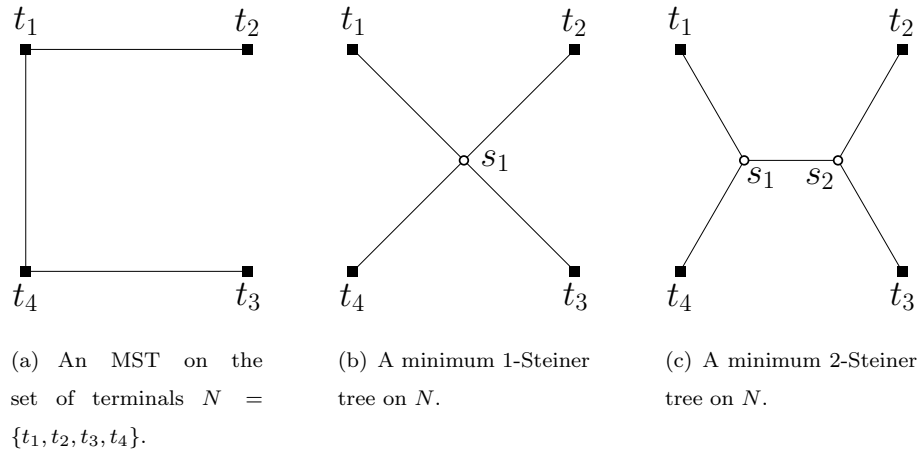 t₁ t₂ t₁ t₂ t₁ t₂
s₁ s₁ s₂
t₄ t₃ t₄ t₃ t₄ t₃
(a) An MST on the
set of terminals N =
{t₁, t₂, t₃, t₄}.
(b) A minimum 1-Steiner
tree on N.
(c) A minimum 2-Steiner
tree on N.